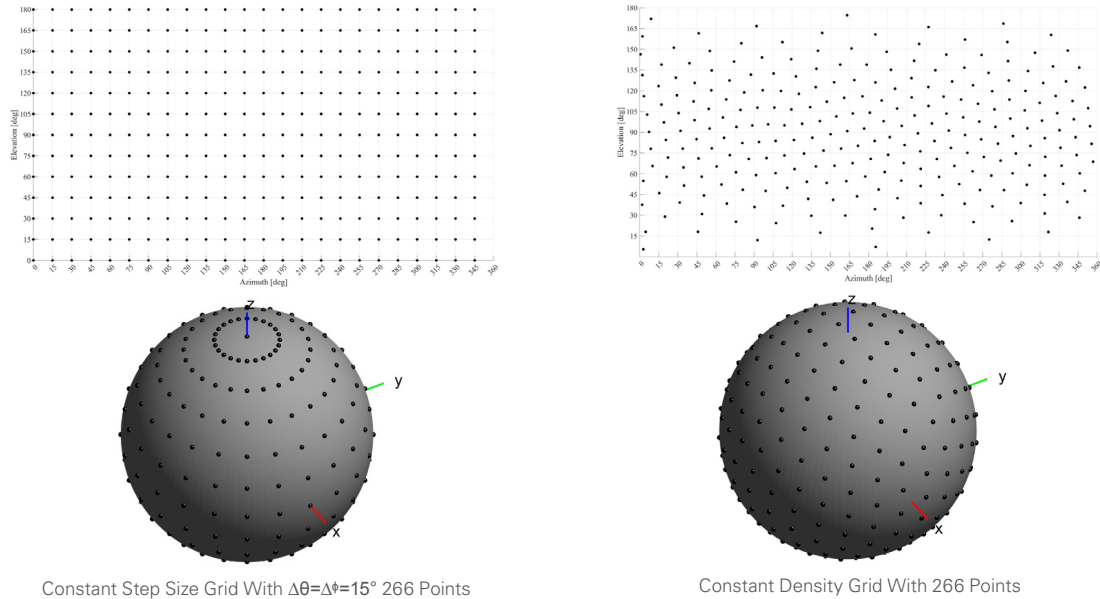 180
165
150
135
120
105
90
75
60
45
30
15
0
Elevation [deg]
0 15 30 45 60 75 90 105 120 135 150 165 180 195 210 225 240 255 270 285 300 315 330 345 360
Azimuth [deg]
180
165
150
135
120
105
90
75
60
45
30
15
Elevation [deg]
0 15 30 45 60 75 90 105 120 135 150 165 180 195 210 225 240 255 270 285 300 315 330 345 360
Azimuth [deg]
z
y
x
z
y
x
Constant Step Size Grid With Δθ=Δᶲ=15° 266 Points
Constant Density Grid With 266 Points